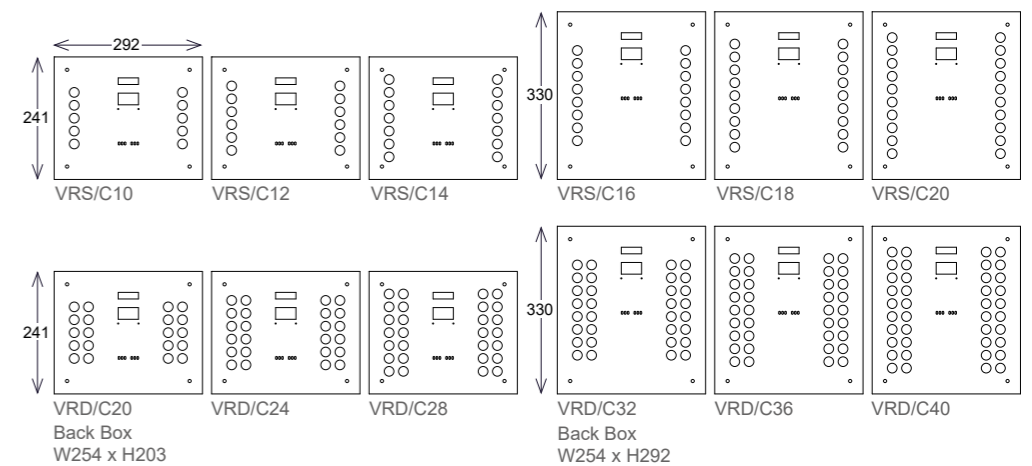 292
241
330
VRS/C10 VRS/C12 VRS/C14 VRS/C16 VRS/C18 VRS/C20
241
330
VRD/C20 VRD/C24 VRD/C28 VRD/C32 VRD/C36 VRD/C40
Back Box Back Box
W254 x H203 W254 x H292